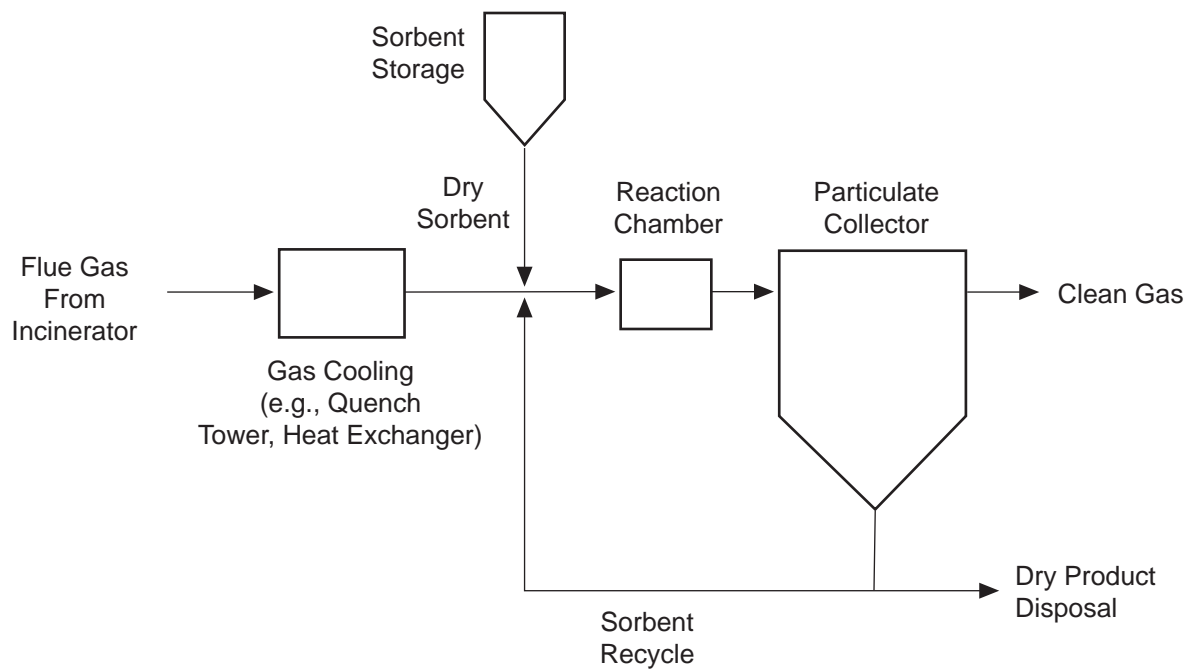 Sorbent
Storage
Dry
Sorbent
Reaction
Chamber
Particulate
Collector
Flue Gas
From
Incinerator
Clean Gas
Gas Cooling
(e.g., Quench
Tower, Heat Exchanger)
Dry Product
Disposal
Sorbent
Recycle